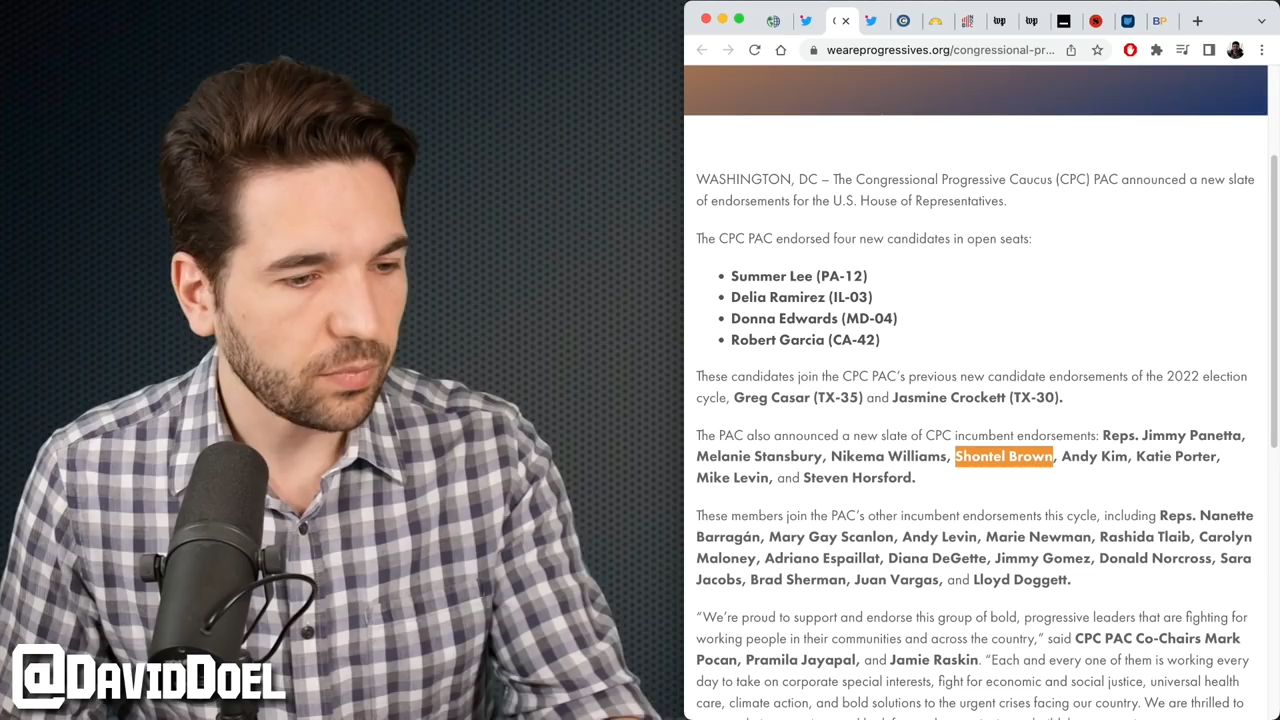 weareprogressives.org/congressional-pr...
WASHINGTON, DC – The Congressional Progressive Caucus (CPC) PAC announced a new slate
of endorsements for the U.S. House of Representatives.
The CPC PAC endorsed four new candidates in open seats:
• Summer Lee (PA-12)
• Delia Ramirez (IL-03)
• Donna Edwards (MD-04)
• Robert Garcia (CA-42)
These candidates join the CPC PAC’s previous new candidate endorsements of the 2022 election
cycle, Greg Casar (TX-35) and Jasmine Crockett (TX-30).
The PAC also announced a new slate of CPC incumbent endorsements: Reps. Jimmy Panetta,
Melanie Stansbury, Nikema Williams, Shontel Brown, Andy Kim, Katie Porter,
Mike Levin, and Steven Horsford.
These members join the PAC’s other incumbent endorsements this cycle, including Reps. Nanette
Barragán, Mary Gay Scanlon, Andy Levin, Marie Newman, Rashida Tlaib, Carolyn
Maloney, Adriano Espaillat, Diana DeGette, Jimmy Gomez, Donald Norcross, Sara
Jacobs, Brad Sherman, Juan Vargas, and Lloyd Doggett.
“We’re proud to support and endorse this group of bold, progressive leaders that are fighting for
working people in their communities and across the country,” said CPC PAC Co-Chairs Mark
Pocan, Pramila Jayapal, and Jamie Raskin. “Each and every one of them is working every
day to take on corporate special interests, fight for economic and social justice, universal health
care, climate action, and bold solutions to the urgent crises facing our country. We are thrilled to
@DAVIDDOEL